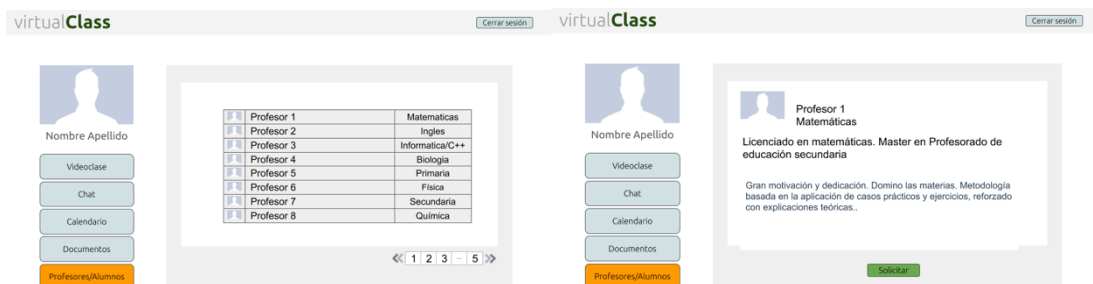 virtualClass
Cerrar sesión
Nombre Apellido
Videoclase
Chat
Calendario
Documentos
Profesores/Alumnos
Profesor 1 Matematicas
Profesor 2 Ingles
Profesor 3 Informatica/C++
Profesor 4 Biologia
Profesor 5 Primaria
Profesor 6 Física
Profesor 7 Secundaria
Profesor 8 Química
1 2 3 – 5
virtualClass
Cerrar sesión
Nombre Apellido
Videoclase
Chat
Calendario
Documentos
Profesores/Alumnos
Profesor 1
Matemáticas
Licenciado en matemáticas. Master en Profesorado de
educación secundaria
Gran motivación y dedicación. Domino las materias. Metodología
basada en la aplicación de casos prácticos y ejercicios, reforzado
con explicaciones teóricas..
Solicitar